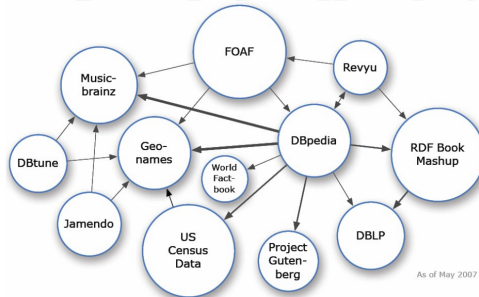 FOAF
Music-
brainz
Revyu
DBtune
Geo-
names
DBpedia
RDF Book
Mashup
World
Fact-
book
Jamendo
US
Census
Data
Project
Guten-
berg
DBLP
As of May 2007